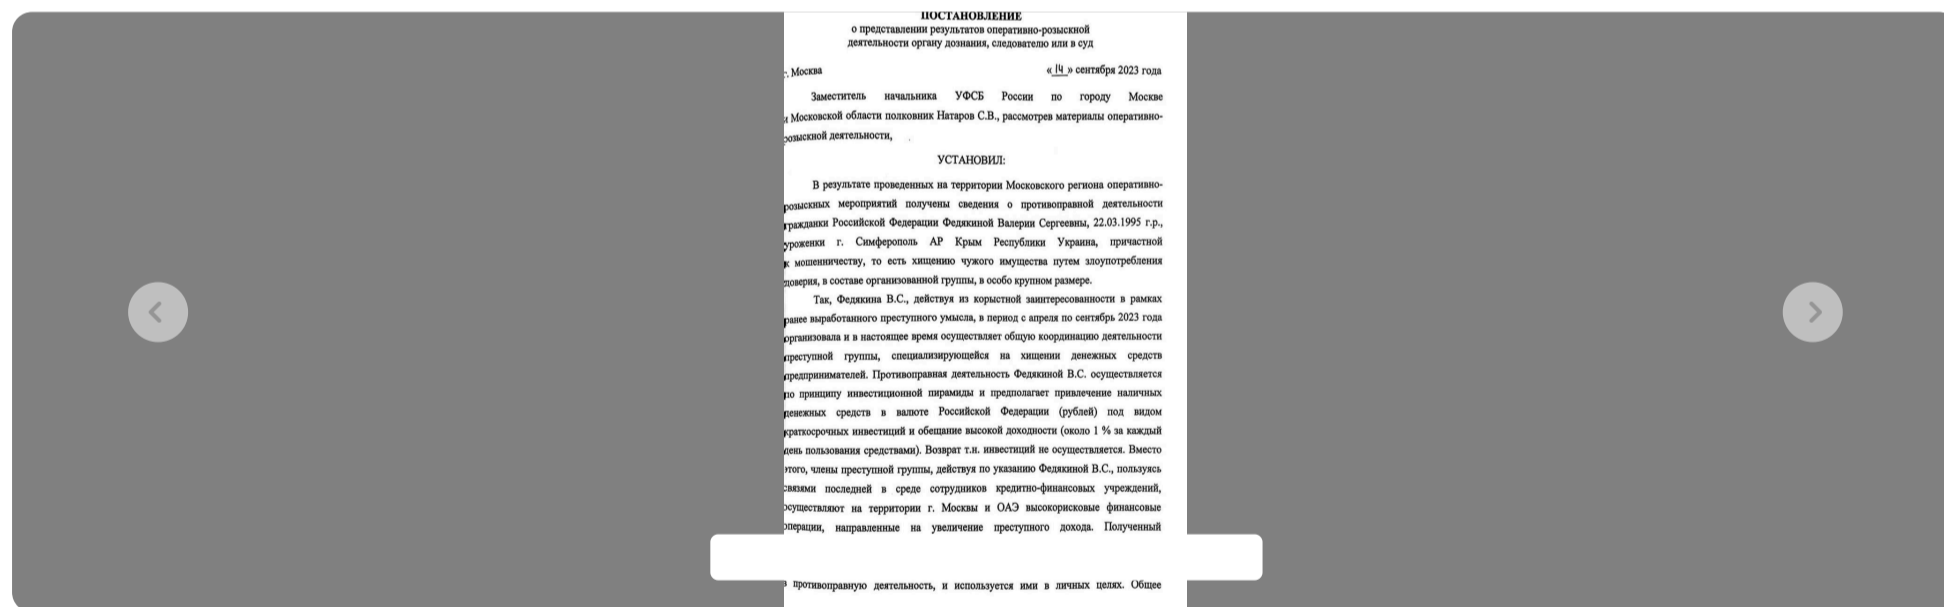 ПОСТАНОВЛЕНИЕ
о представлении результатов оперативно-розыскной
деятельности органу дознания, следователю или в суд
г. Москва «14» сентября 2023 года
Заместитель начальника УФСБ России по городу Москве
и Московской области полковник Натаров С.В., рассмотрев материалы оперативно-
розыскной деятельности,
УСТАНОВИЛ:
В результате проведенных на территории Московского региона оперативно-
розыскных мероприятий получены сведения о противоправной деятельности
гражданки Российской Федерации Федякиной Валерии Сергеевны, 22.03.1995 г.р.,
уроженки г. Симферополь АР Крым Республики Украина, причастной
к мошенничеству, то есть хищению чужого имущества путем злоупотребления
доверия, в составе организованной группы, в особо крупном размере.
Так, Федякина В.С., действуя из корыстной заинтересованности в рамках
ранее выработанного преступного умысла, в период с апреля по сентябрь 2023 года
организовала и в настоящее время осуществляет общую координацию деятельности
преступной группы, специализирующейся на хищении денежных средств
предпринимателей. Противоправная деятельность Федякиной В.С. осуществляется
по принципу инвестиционной пирамиды и предполагает привлечение наличных
денежных средств в валюте Российской Федерации (рублей) под видом
краткосрочных инвестиций и обещание высокой доходности (около 1 % за каждый
день пользования средствами). Возврат т.н. инвестиций не осуществляется. Вместо
этого, члены преступной группы, действуя по указанию Федякиной В.С., пользуясь
связями последней в среде сотрудников кредитно-финансовых учреждений,
осуществляют на территории г. Москвы и ОАЭ высокорисковые финансовые
операции, направленные на увеличение преступного дохода. Полученный
в противоправную деятельность, и используется ими в личных целях. Общее